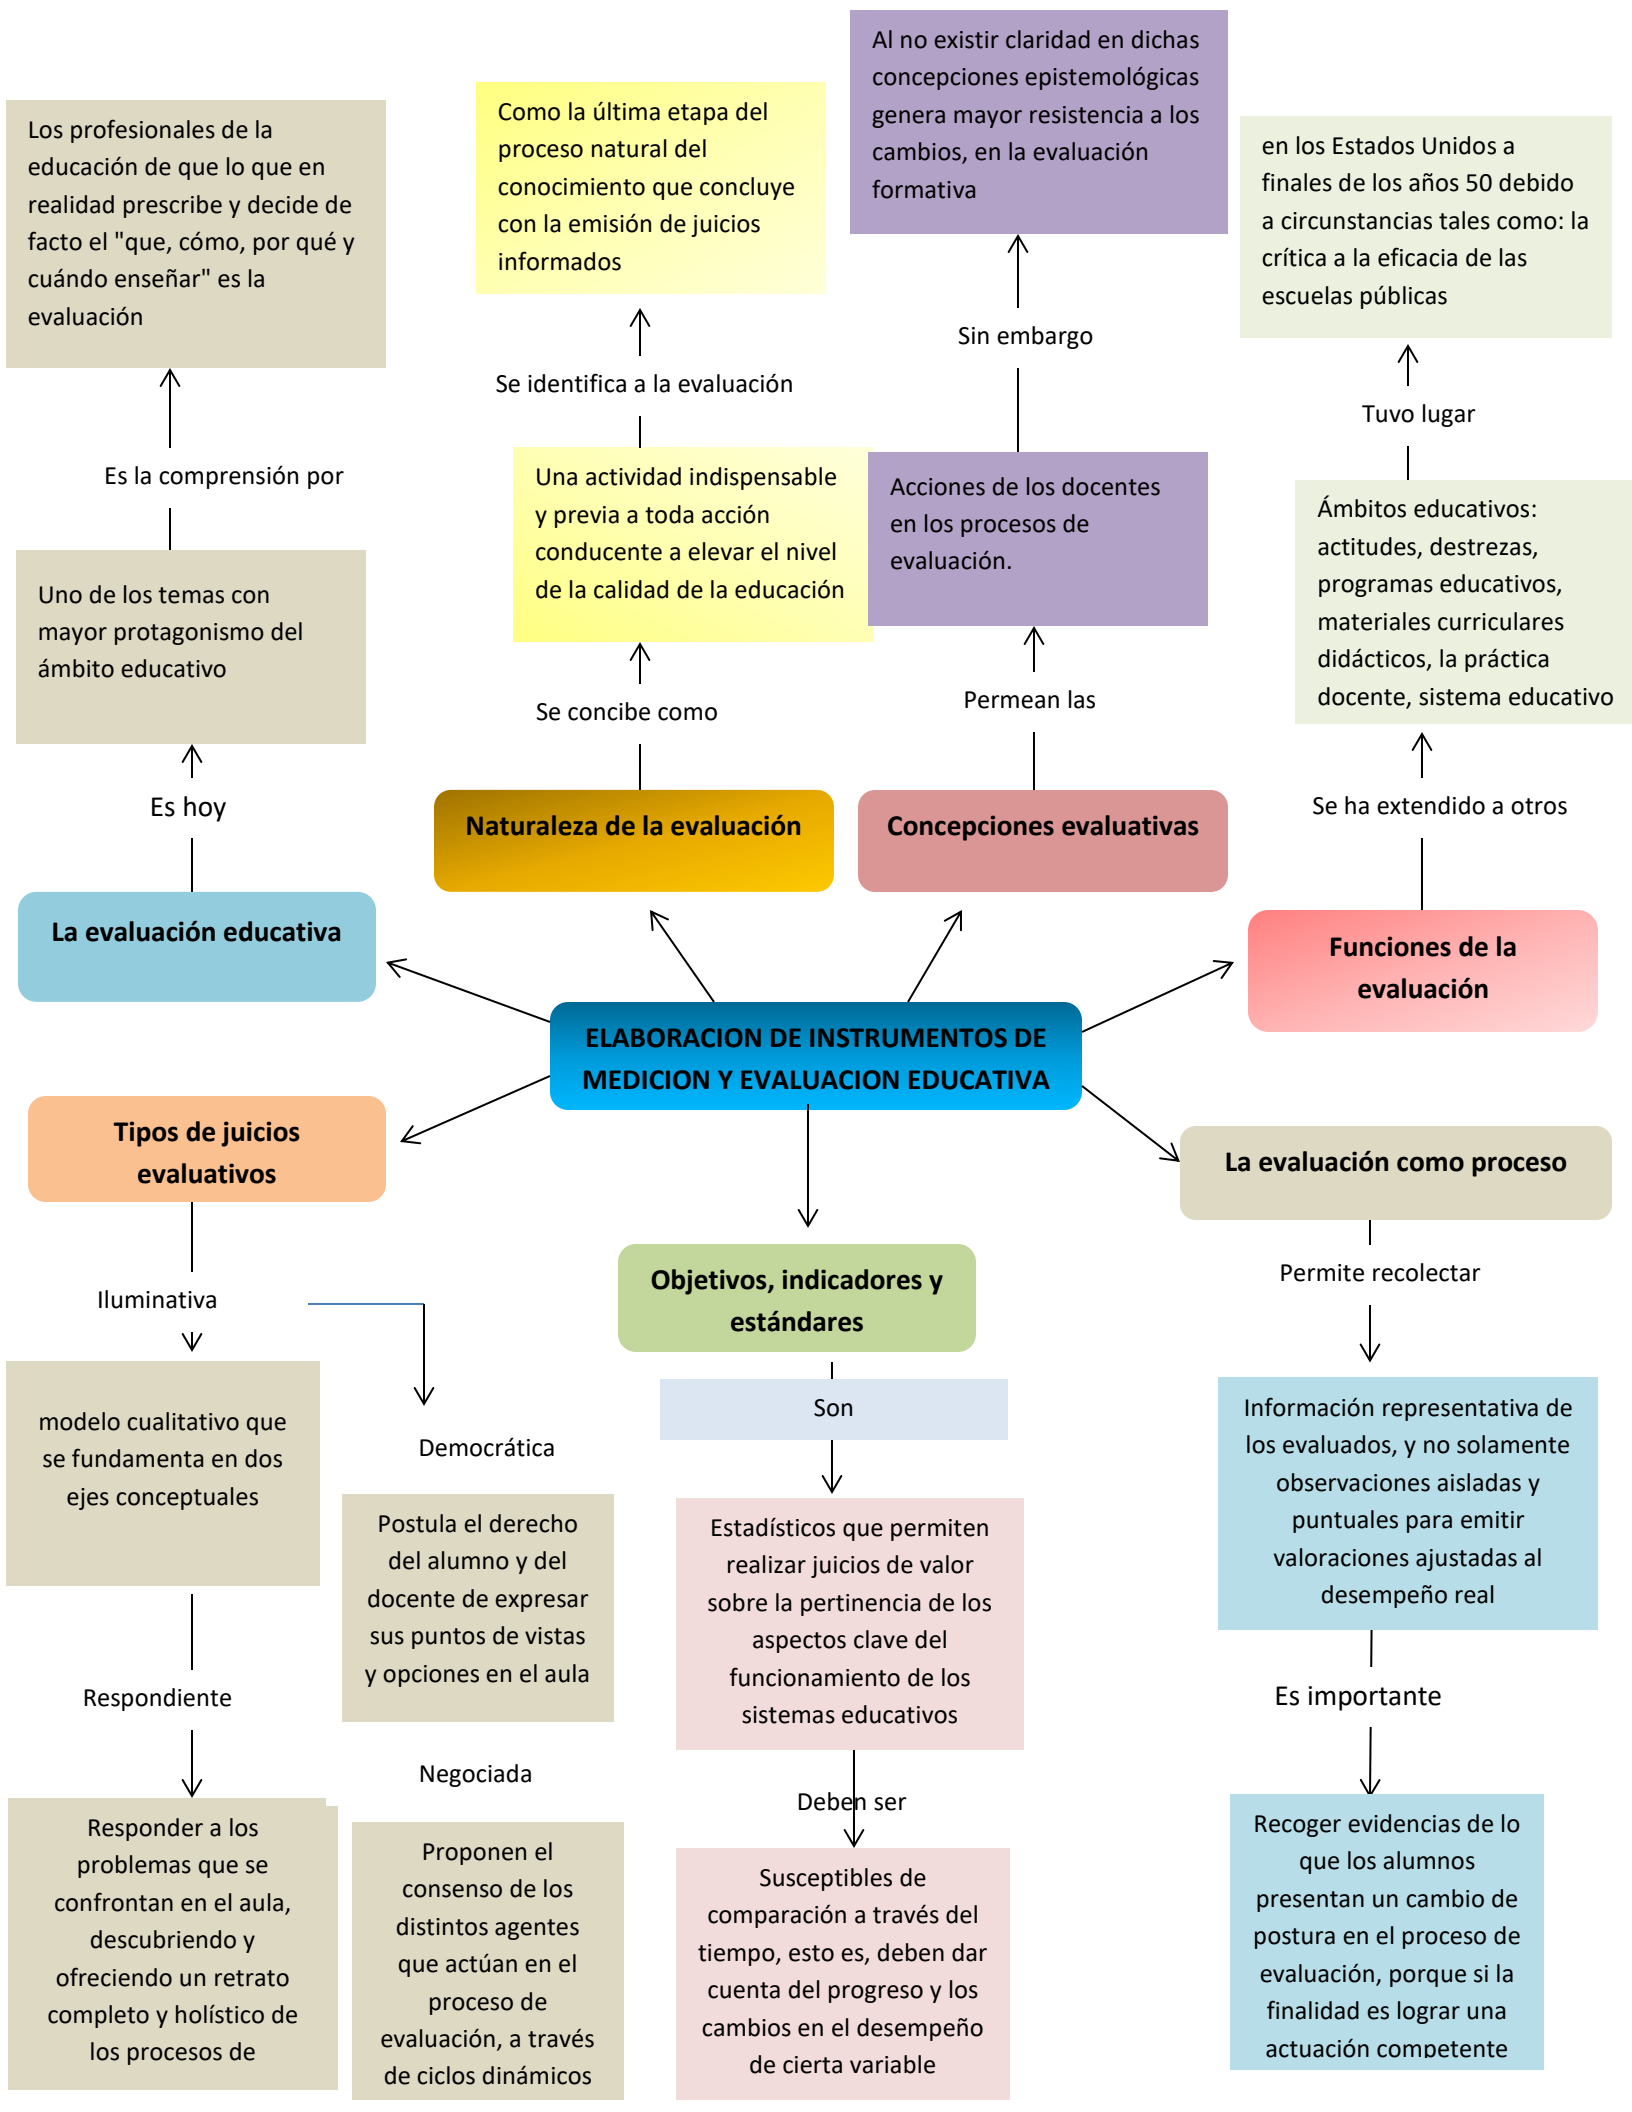 Los profesionales de la
educación de que lo que en
realidad prescribe y decide de
facto el "que, cómo, por qué y
cuándo enseñar" es la
evaluación
Es la comprensión por
Uno de los temas con
mayor protagonismo del
ámbito educativo
Es hoy
La evaluación educativa
Como la última etapa del
proceso natural del
conocimiento que concluye
con la emisión de juicios
informados
Se identifica a la evaluación
Una actividad indispensable
y previa a toda acción
conducente a elevar el nivel
de la calidad de la educación
Se concibe como
Naturaleza de la evaluación
Al no existir claridad en dichas
concepciones epistemológicas
genera mayor resistencia a los
cambios, en la evaluación
formativa
Sin embargo
Acciones de los docentes
en los procesos de
evaluación.
Permean las
Concepciones evaluativas
en los Estados Unidos a
finales de los años 50 debido
a circunstancias tales como: la
crítica a la eficacia de las
escuelas públicas
Tuvo lugar
Ámbitos educativos:
actitudes, destrezas,
programas educativos,
materiales curriculares
didácticos, la práctica
docente, sistema educativo
Se ha extendido a otros
Funciones de la
evaluación
ELABORACION DE INSTRUMENTOS DE
MEDICION Y EVALUACION EDUCATIVA
Tipos de juicios
evaluativos
Iluminativa
modelo cualitativo que
se fundamenta en dos
ejes conceptuales
Respondiente
Responder a los
problemas que se
confrontan en el aula,
descubriendo y
ofreciendo un retrato
completo y holístico de
los procesos de
Democrática
Postula el derecho
del alumno y del
docente de expresar
sus puntos de vistas
y opciones en el aula
Negociada
Proponen el
consenso de los
distintos agentes
que actúan en el
proceso de
evaluación, a través
de ciclos dinámicos
Objetivos, indicadores y
estándares
Son
Estadísticos que permiten
realizar juicios de valor
sobre la pertinencia de los
aspectos clave del
funcionamiento de los
sistemas educativos
Deben ser
Susceptibles de
comparación a través del
tiempo, esto es, deben dar
cuenta del progreso y los
cambios en el desempeño
de cierta variable
La evaluación como proceso
Permite recolectar
Información representativa de
los evaluados, y no solamente
observaciones aisladas y
puntuales para emitir
valoraciones ajustadas al
desempeño real
Es importante
Recoger evidencias de lo
que los alumnos
presentan un cambio de
postura en el proceso de
evaluación, porque si la
finalidad es lograr una
actuación competente